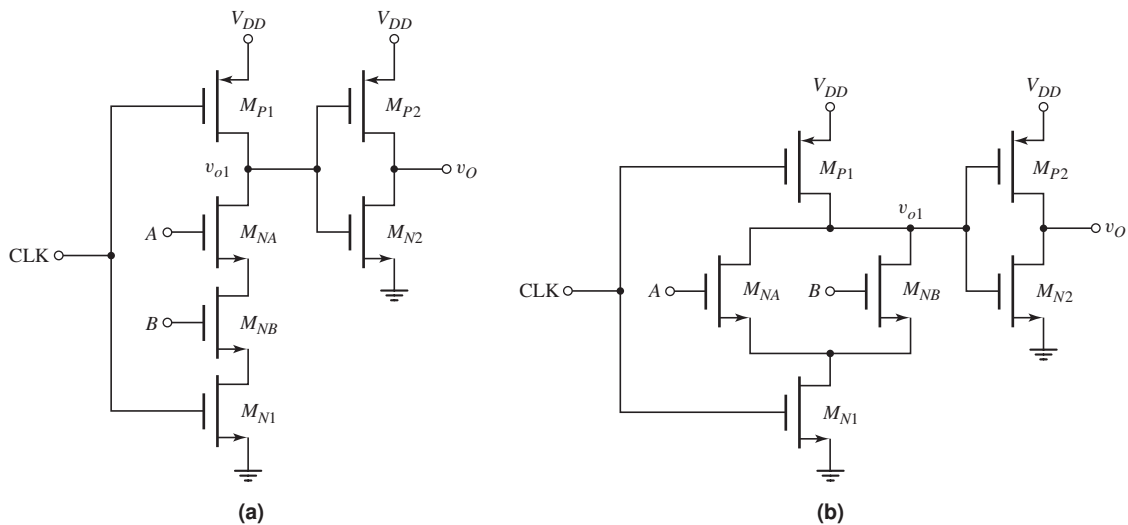 V_DD
V_DD
M_P1
M_P2
v_o1
v_O
A
M_NA
M_N2
CLK
B
M_NB
M_N1
(a)
V_DD
V_DD
M_P1
M_P2
v_o1
v_O
CLK
A
M_NA
B
M_NB
M_N2
M_N1
(b)